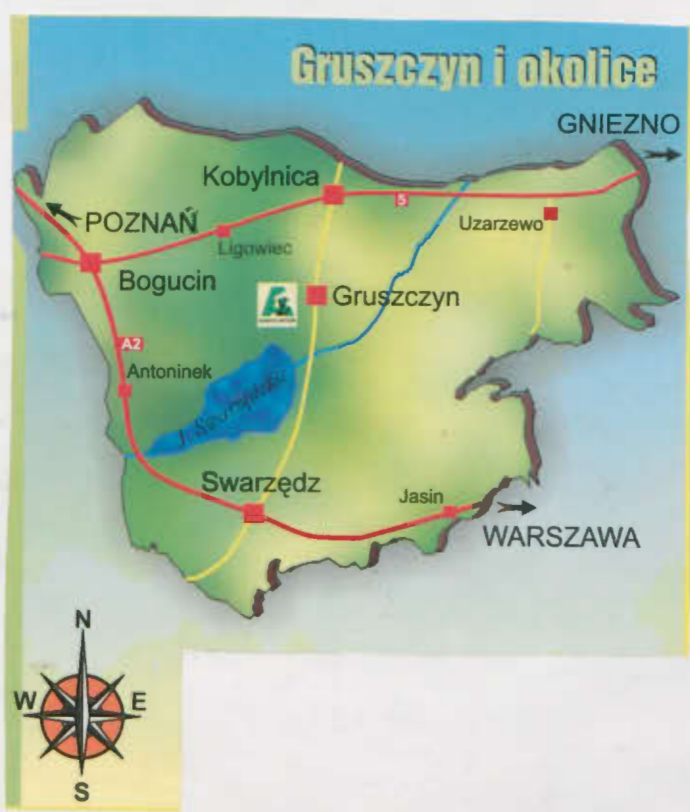 Gruszczyn i okolice
GNIEZNO
Kobylnica
5
POZNAŃ
Uzarzewo
Ligowiec
Bogucin
Gruszczyn
A2
Antoninek
Swarzędz
Jasin
WARSZAWA
N
W E
S